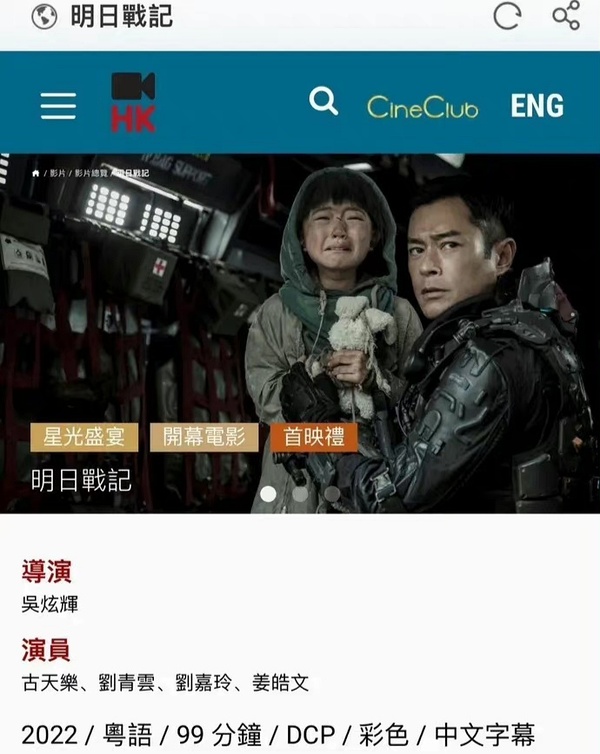 明日戰記
HK
CineClub
ENG
/ 影片 / 影片總覽 / 明日戰記
星光盛宴 開幕電影 首映禮
明日戰記
導演
吳炫輝
演員
古天樂、劉青雲、劉嘉玲、姜皓文
2022 / 粵語 / 99 分鐘 / DCP / 彩色 / 中文字幕